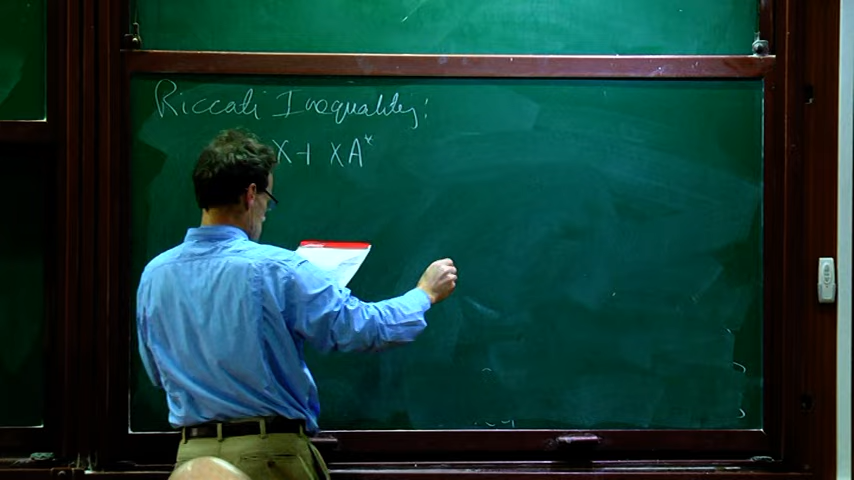 Riccati Inequality:
X + XA*